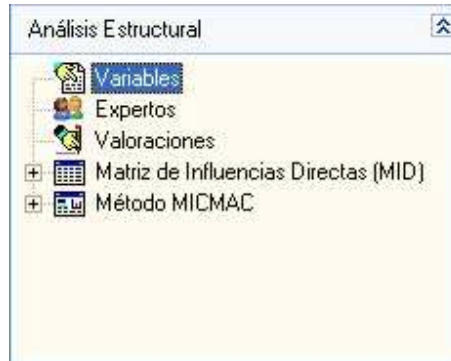 Análisis Estructural
Variables
Expertos
Valoraciones
Matriz de Influencias Directas (MID)
Método MICMAC